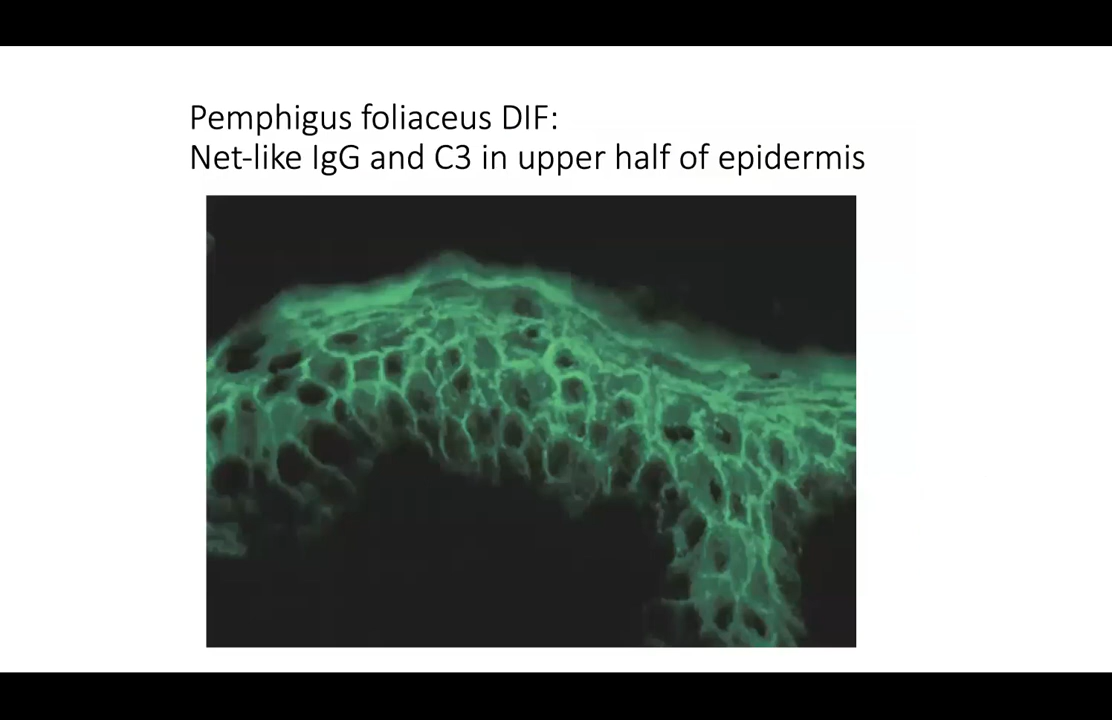 Pemphigus foliaceus DIF:
Net-like IgG and C3 in upper half of epidermis